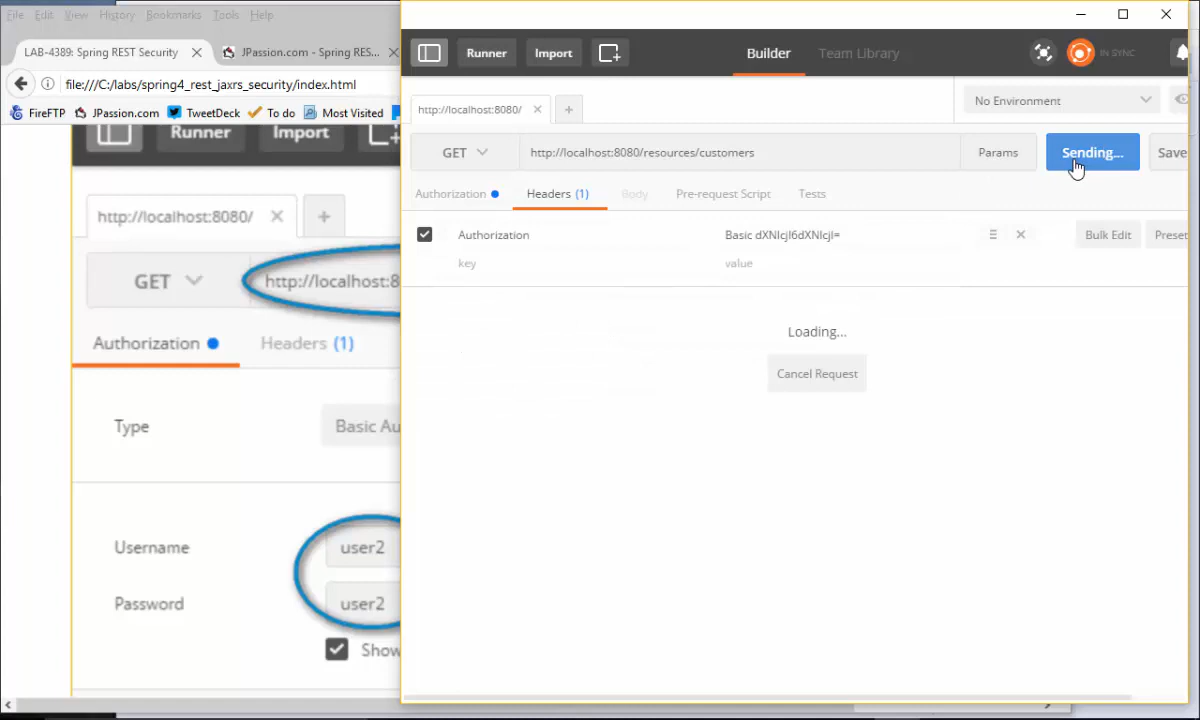 File Edit View History Bookmarks Tools Help
LAB-4389: Spring REST Security
JPassion.com - Spring RES...
file:///C:/labs/spring4_rest_jaxrs_security/index.html
FireFTP JPassion.com TweetDeck To do Most Visited
Runner Import
http://localhost:8080/
GET http://localhost:8
Authorization Headers (1)
Type Basic Au
Username user2
Password user2
Show
Runner Import Builder Team Library IN SYNC
http://localhost:8080/ No Environment
GET http://localhost:8080/resources/customers Params Sending... Save
Authorization Headers (1) Body Pre-request Script Tests
Authorization Basic dXNlcjI6dXNlcjI= Bulk Edit Preset
key value
Loading...
Cancel Request